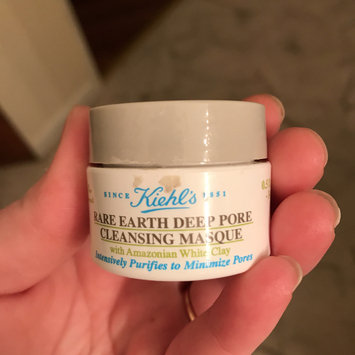 SINCE Kiehl's 1851
RARE EARTH DEEP PORE
CLEANSING MASQUE
with Amazonian White Clay
Intensively Purifies to Minimize Pores